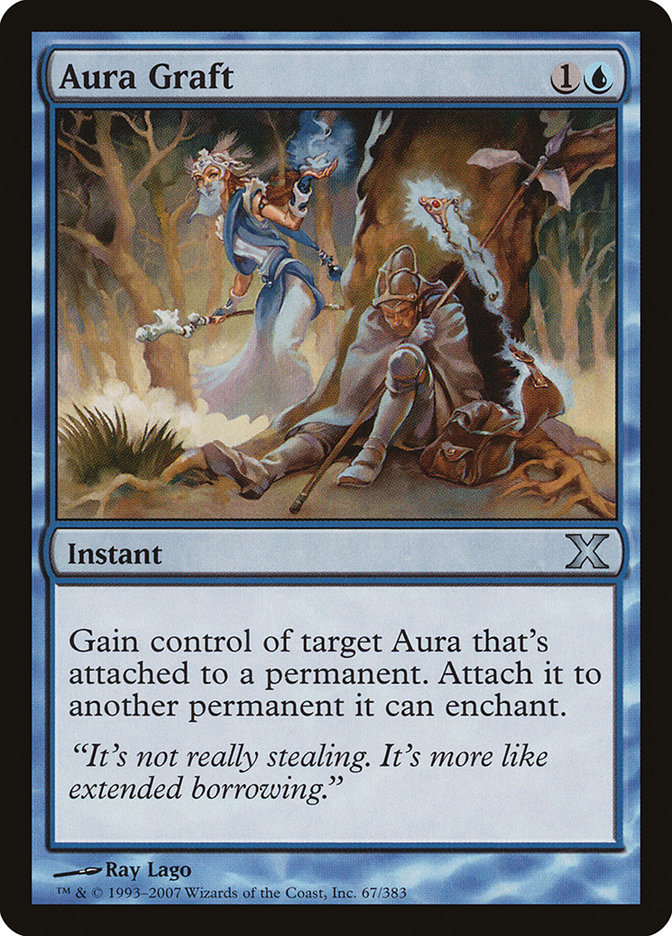 Aura Graft 1
Instant X
Gain control of target Aura that's
attached to a permanent. Attach it to
another permanent it can enchant.
“It's not really stealing. It's more like
extended borrowing.”
Ray Lago
™ & © 1993–2007 Wizards of the Coast, Inc. 67/383